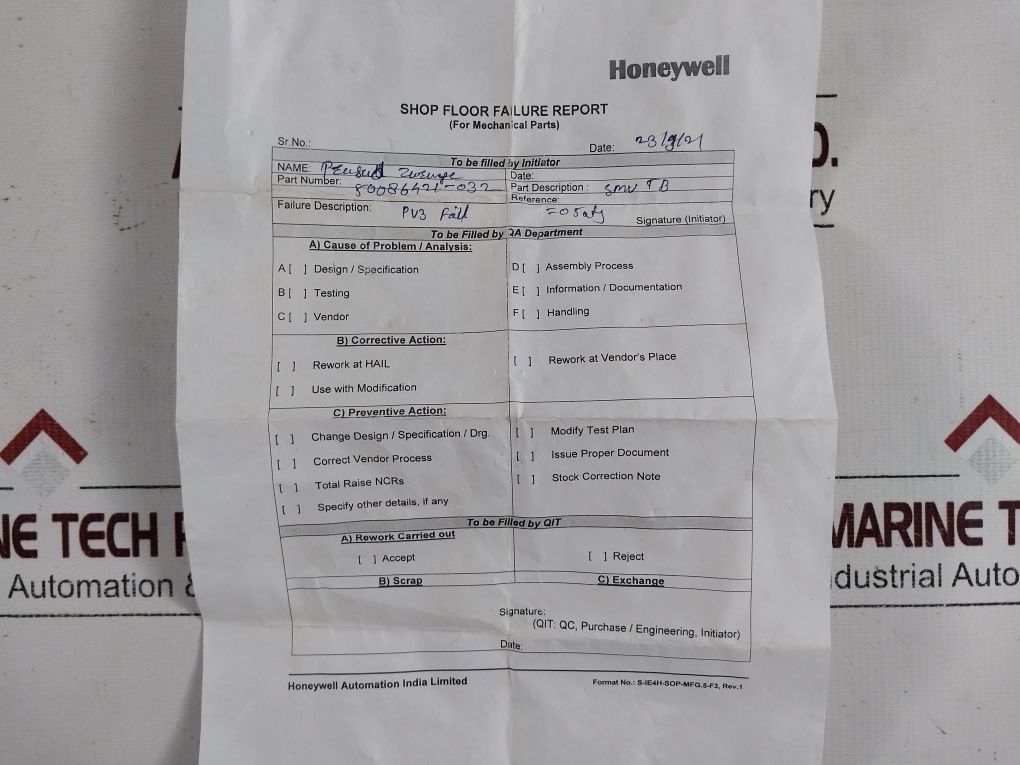 Honeywell
SHOP FLOOR FAILURE REPORT
(For Mechanical Parts)
Sr.No.: Date: 23/9/21
To be filled by Initiator
NAME: Date:
Part Number: 50086421-032 Part Description : SMV TB
Reference:
Failure Description: PV3 Fail Signature (Initiator)
To be Filled by QA Department
A) Cause of Problem / Analysis:
A [ ] Design / Specification D [ ] Assembly Process
B [ ] Testing E [ ] Information / Documentation
C [ ] Vendor F [ ] Handling
B) Corrective Action:
[ ] Rework at HAIL [ ] Rework at Vendor's Place
[ ] Use with Modification
C) Preventive Action:
[ ] Change Design / Specification / Drg. [ ] Modify Test Plan
[ ] Correct Vendor Process [ ] Issue Proper Document
[ ] Total Raise NCRs [ ] Stock Correction Note
[ ] Specify other details, if any
To be Filled by QIT
A) Rework Carried out
[ ] Accept [ ] Reject
B) Scrap C) Exchange
Signature:
(QIT: QC, Purchase / Engineering, Initiator)
Date:
Honeywell Automation India Limited Format No.: S-IE4H-SOP-MFG.5-F3, Rev.1
NE TECH P MARINE T
Automation & dustrial Auto
D.
ry